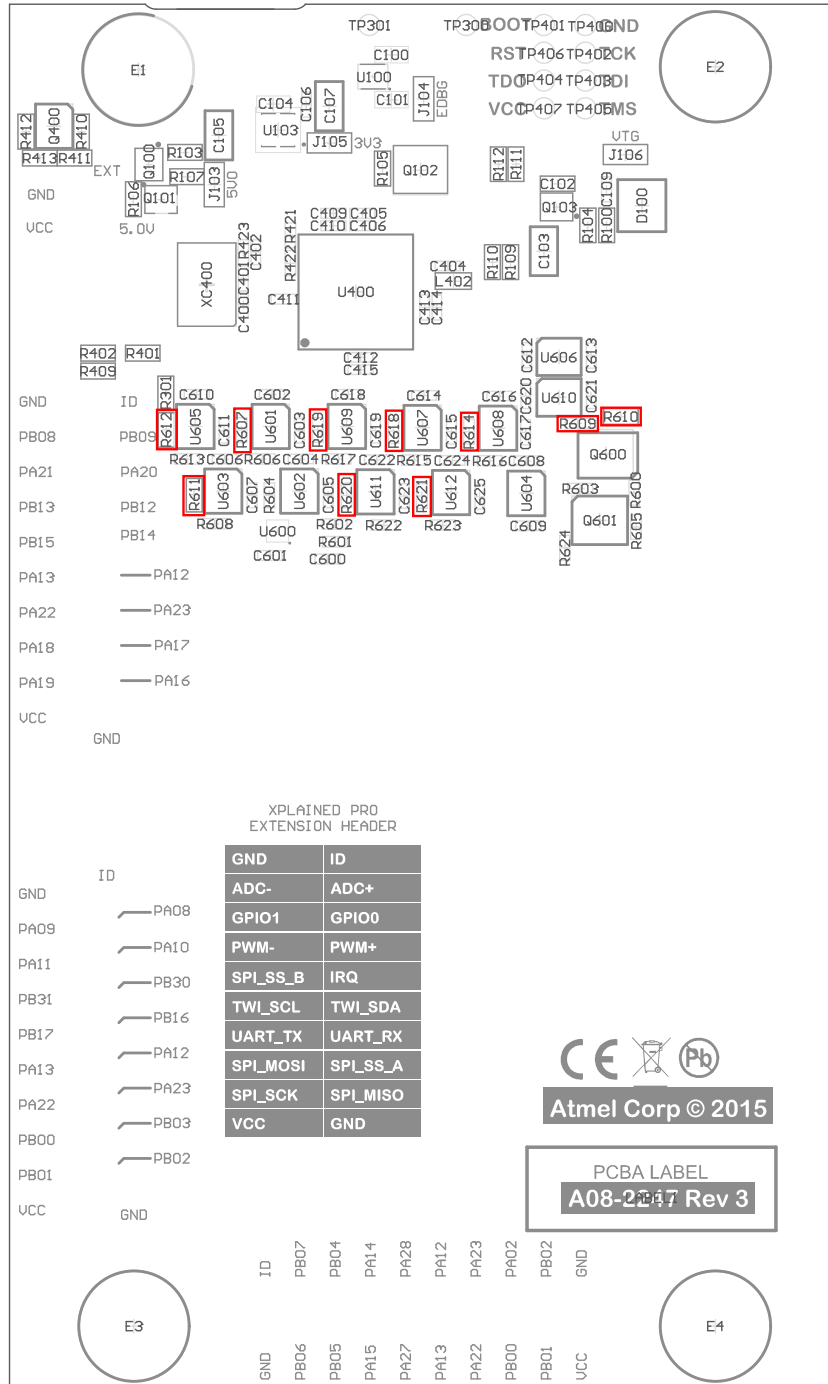 TP301 TP300 BOOT TP401 TP400 GND
RST TP406 TP402 TCK
TDO TP404 TP403 TDI
VCC TP407 TP405 TMS
E1 E2
C100
U100
C101
J104 EDBG
C104 C106 C107
U103
J105 3V3
C105
R412 Q400 R410
R413 R411
EXT Q100 R103
R107 J103 5V0
R106 Q101
5.0V
GND
VCC
R105 Q102
R112 R111
VTG
J106
C102 C109
Q103 R104 R100 D100
C103
R110 R109
C409 C405
C410 C406
R421
R422
R423
C402
C401
C400
XC400
C411
U400
C404
L402
C413
C414
C412
C415
R402 R401
R409
C612 U606 C613
C620 U610 C621
R609 R610
R301 C610 C602 C618 C614 C616
R612 U605 C611 R607 U601 C603 R619 U609 C619 R618 U607 C615 R614 U608 C617
Q600
R613 C606 R606 C604 R617 C622 R615 C624 R616 C608
R611 U603 C607 R604 U602 C605 R620 U611 C623 R621 U612 C625 U604
R603 R600
Q601
R605
R624
R608 U600 R602 R622 R623 C609
R601
C601 C600
GND ID
PB08 PB09
PA21 PA20
PB13 PB12
PB15 PB14
PA13 PA12
PA22 PA23
PA18 PA17
PA19 PA16
VCC
GND
XPLAINED PRO
EXTENSION HEADER
GND ID
ADC- ADC+
GPIO1 GPIO0
PWM- PWM+
SPI_SS_B IRQ
TWI_SCL TWI_SDA
UART_TX UART_RX
SPI_MOSI SPI_SS_A
SPI_SCK SPI_MISO
VCC GND
ID
GND
PA08
PA09
PA10
PA11
PB30
PB31
PB16
PB17
PA12
PA13
PA23
PA22
PB03
PB00
PB02
PB01
VCC
GND
CE Pb
Atmel Corp © 2015
PCBA LABEL
A08-2247 Rev 3
ID PB07 PB04 PA14 PA28 PA12 PA23 PA02 PB02 GND
E3 E4
GND PB06 PB05 PA15 PA27 PA13 PA22 PB00 PB01 VCC